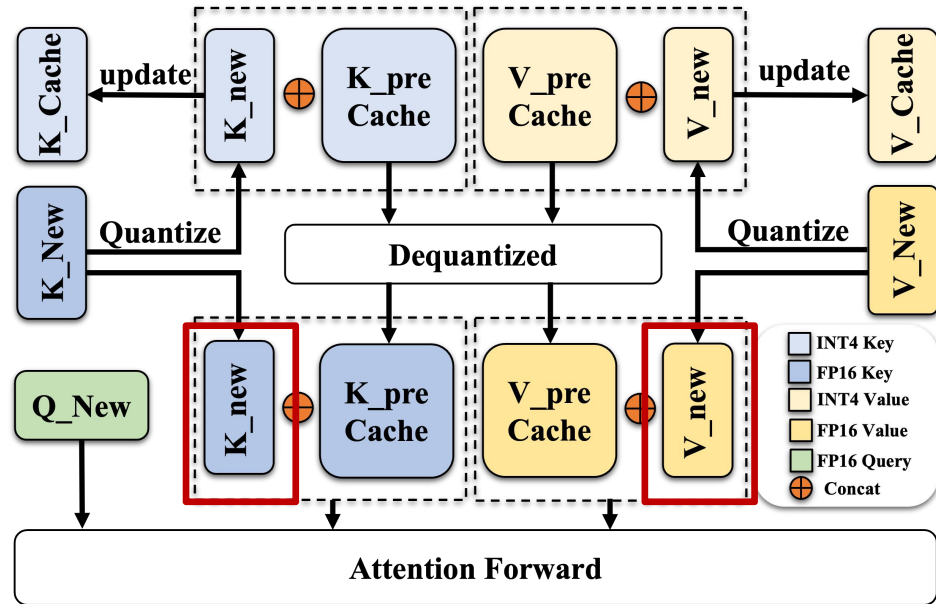 K_Cache
update
K_new
K_pre
Cache
V_pre
Cache
V_new
update
V_Cache
K_New
Quantize
Quantize
V_New
Dequantized
Q_New
K_new
K_pre
Cache
V_pre
Cache
V_new
INT4 Key
FP16 Key
INT4 Value
FP16 Value
FP16 Query
Concat
Attention Forward